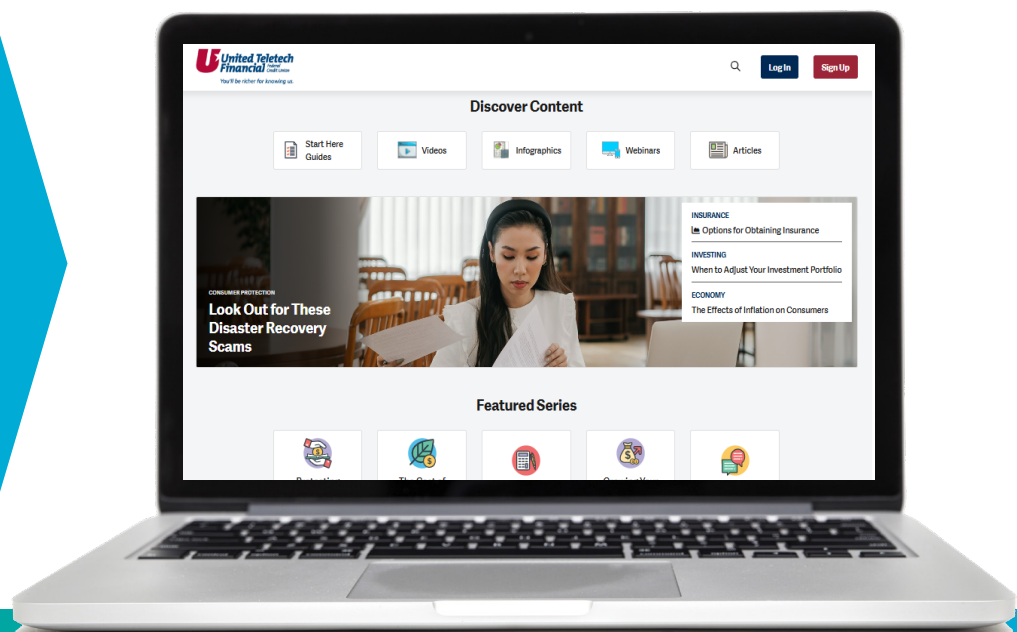 United Teletech
Financial Federal Credit Union
You'll be richer for knowing us.
Log In
Sign Up
Discover Content
Start Here
Guides
Videos
Infographics
Webinars
Articles
CONSUMER PROTECTION
Look Out for These
Disaster Recovery
Scams
INSURANCE
Options for Obtaining Insurance
INVESTING
When to Adjust Your Investment Portfolio
ECONOMY
The Effects of Inflation on Consumers
Featured Series